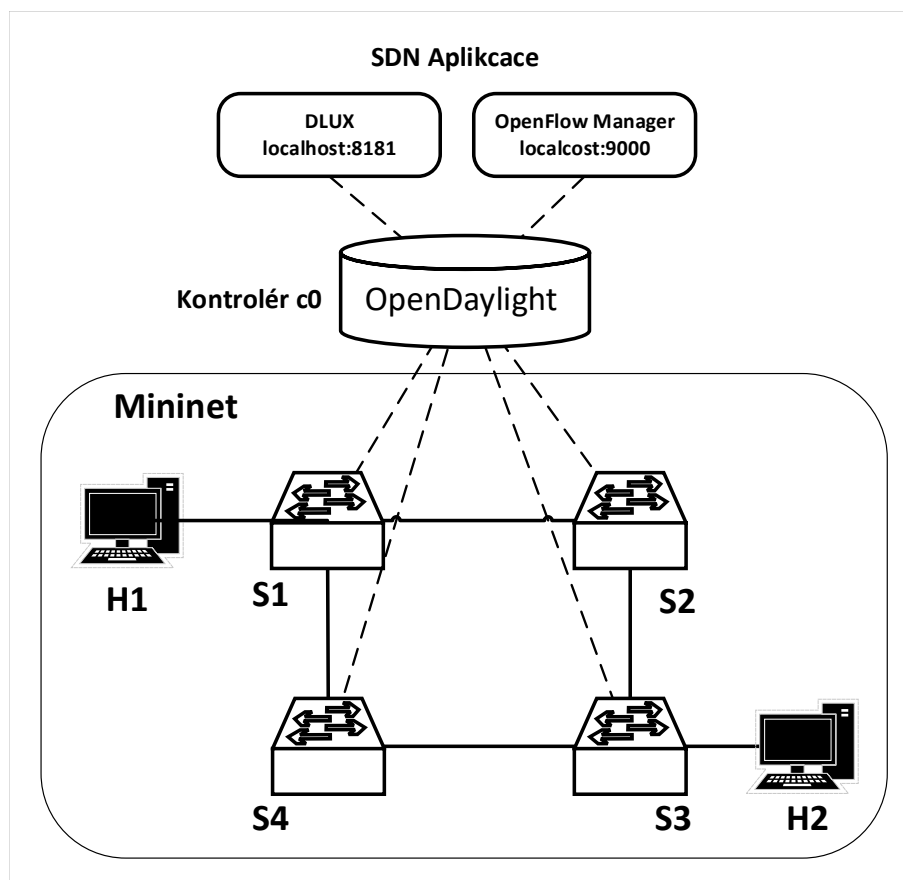 SDN Aplikcace
DLUX
localhost:8181
OpenFlow Manager
localcost:9000
Kontrolér c0
OpenDaylight
Mininet
H1
S1
S2
S4
S3
H2